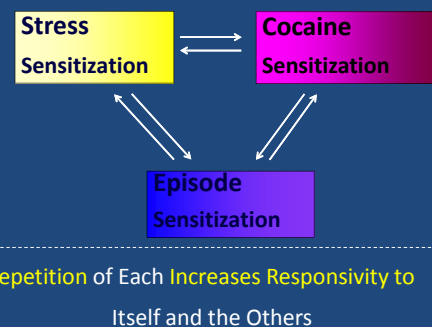 Stress
Cocaine
Sensitization
Sensitization
Episode
Sensitization
epetition of Each Increases Responsivity to
Itself and the Others